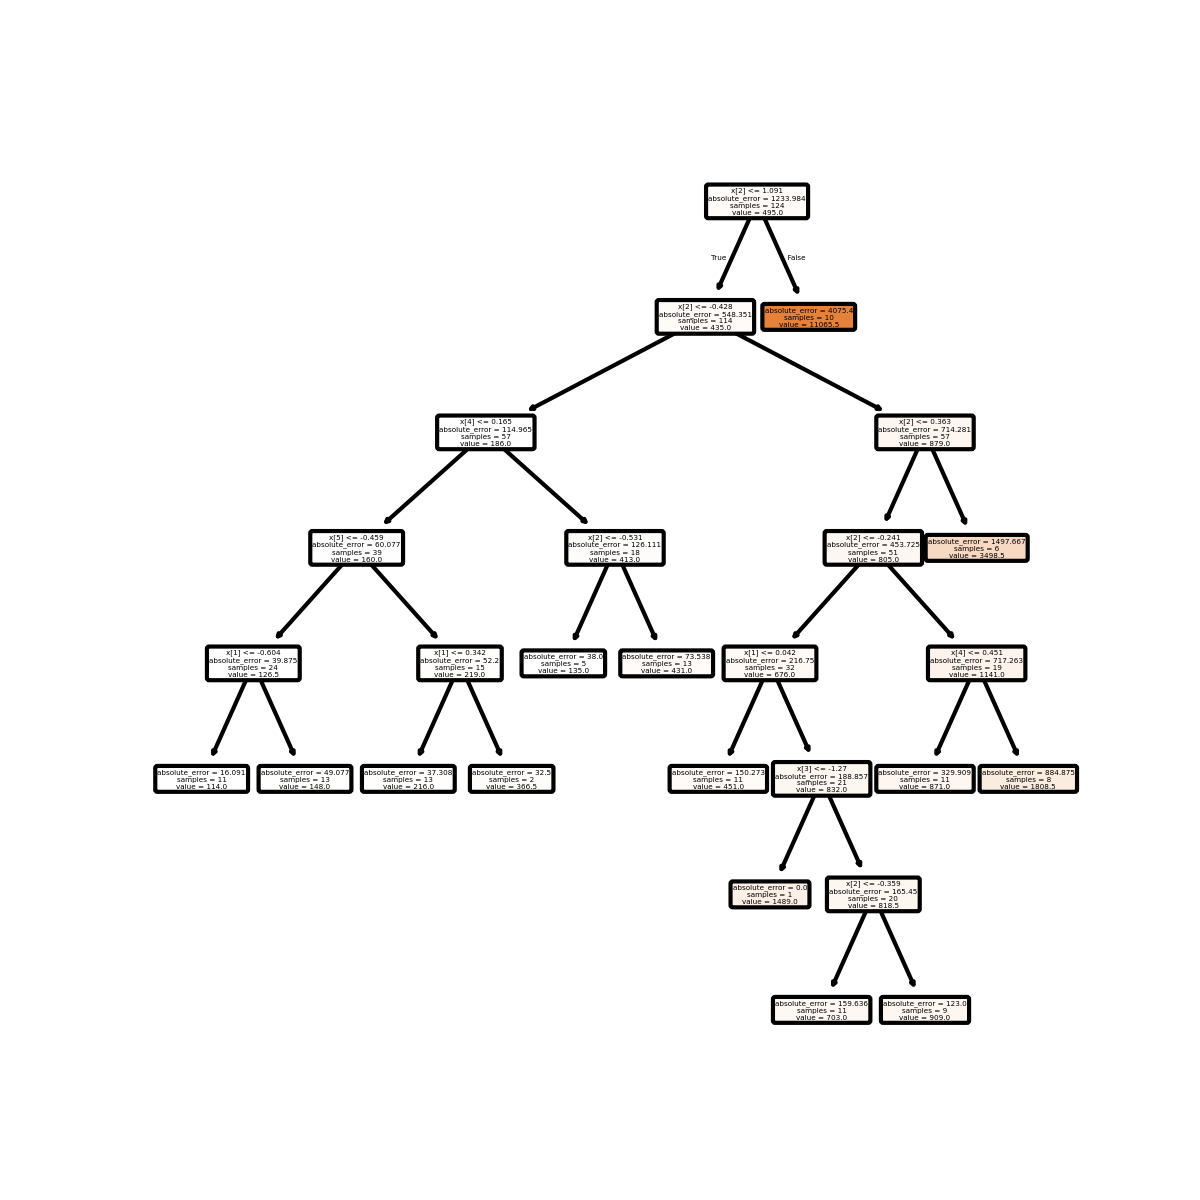 x[2] <= 1.091
absolute_error = 1233.984
samples = 124
value = 495.0
True
False
x[2] <= -0.428
absolute_error = 548.351
samples = 114
value = 435.0
absolute_error = 4075.4
samples = 10
value = 11065.5
x[4] <= 0.165
absolute_error = 114.965
samples = 57
value = 186.0
x[2] <= 0.363
absolute_error = 714.281
samples = 57
value = 879.0
x[5] <= -0.459
absolute_error = 60.077
samples = 39
value = 160.0
x[2] <= -0.531
absolute_error = 126.111
samples = 18
value = 413.0
x[2] <= -0.241
absolute_error = 453.725
samples = 51
value = 805.0
absolute_error = 1497.667
samples = 6
value = 3498.5
x[1] <= -0.604
absolute_error = 39.875
samples = 24
value = 126.5
x[1] <= 0.342
absolute_error = 52.2
samples = 15
value = 219.0
absolute_error = 38.0
samples = 5
value = 135.0
absolute_error = 73.538
samples = 13
value = 431.0
x[1] <= 0.042
absolute_error = 216.75
samples = 32
value = 676.0
x[4] <= 0.451
absolute_error = 717.263
samples = 19
value = 1141.0
absolute_error = 16.091
samples = 11
value = 114.0
absolute_error = 49.077
samples = 13
value = 148.0
absolute_error = 37.308
samples = 13
value = 216.0
absolute_error = 32.5
samples = 2
value = 366.5
absolute_error = 150.273
samples = 11
value = 451.0
x[3] <= -1.27
absolute_error = 188.857
samples = 21
value = 832.0
absolute_error = 329.909
samples = 11
value = 871.0
absolute_error = 884.875
samples = 8
value = 1808.5
absolute_error = 0.0
samples = 1
value = 1489.0
x[2] <= -0.359
absolute_error = 165.45
samples = 20
value = 818.5
absolute_error = 159.636
samples = 11
value = 703.0
absolute_error = 123.0
samples = 9
value = 909.0